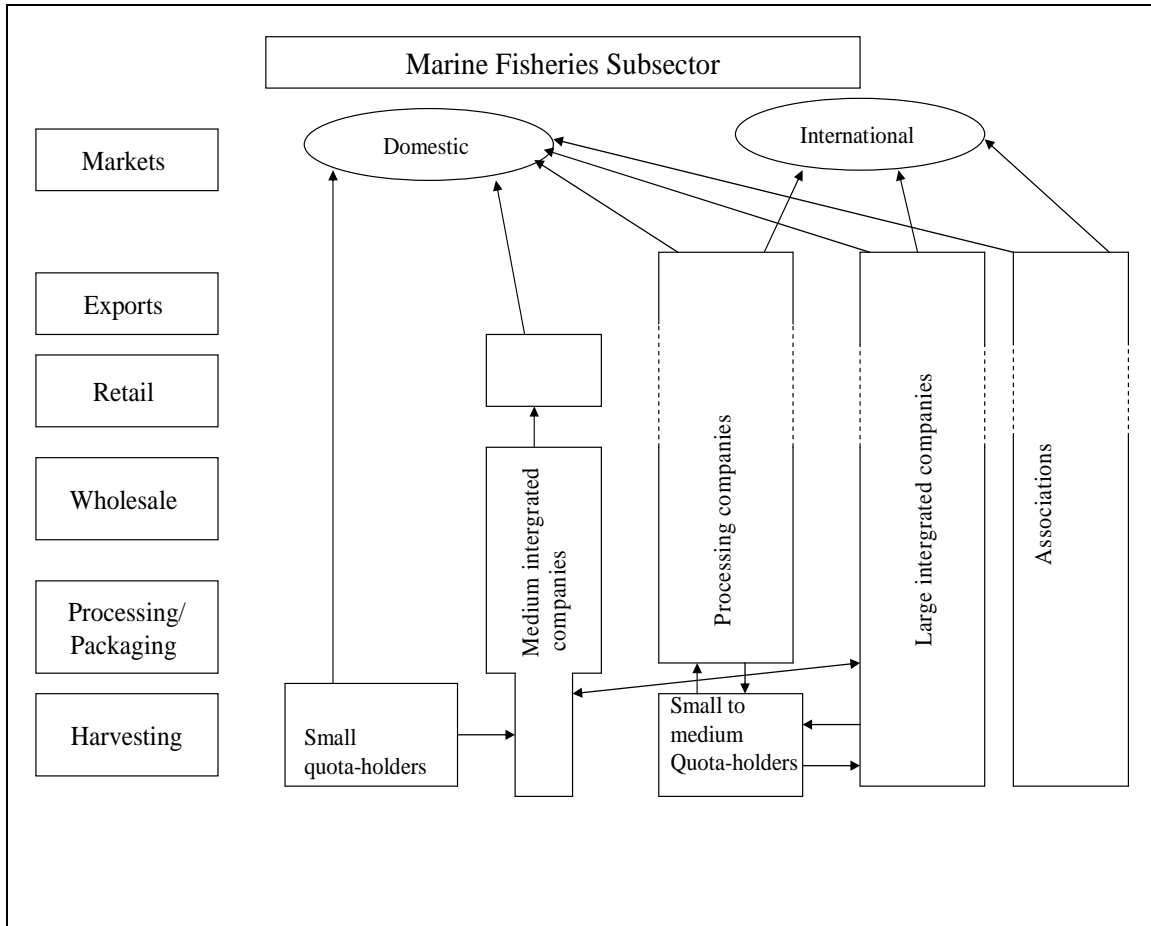 Marine Fisheries Subsector
Markets
Domestic
International
Exports
Retail
Wholesale
Processing/
Packaging
Harvesting
Small
quota-holders
Medium intergrated
companies
Processing companies
Small to
medium
Quota-holders
Large intergrated companies
Associations